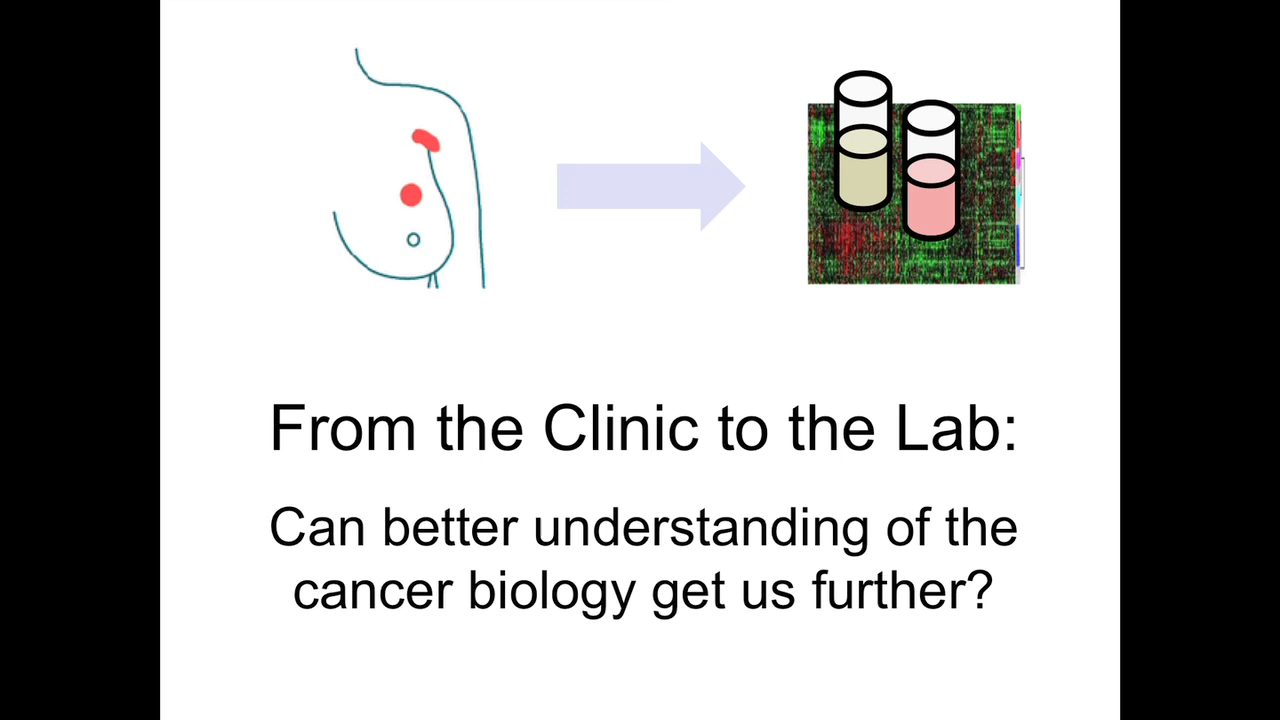 From the Clinic to the Lab:
Can better understanding of the
cancer biology get us further?